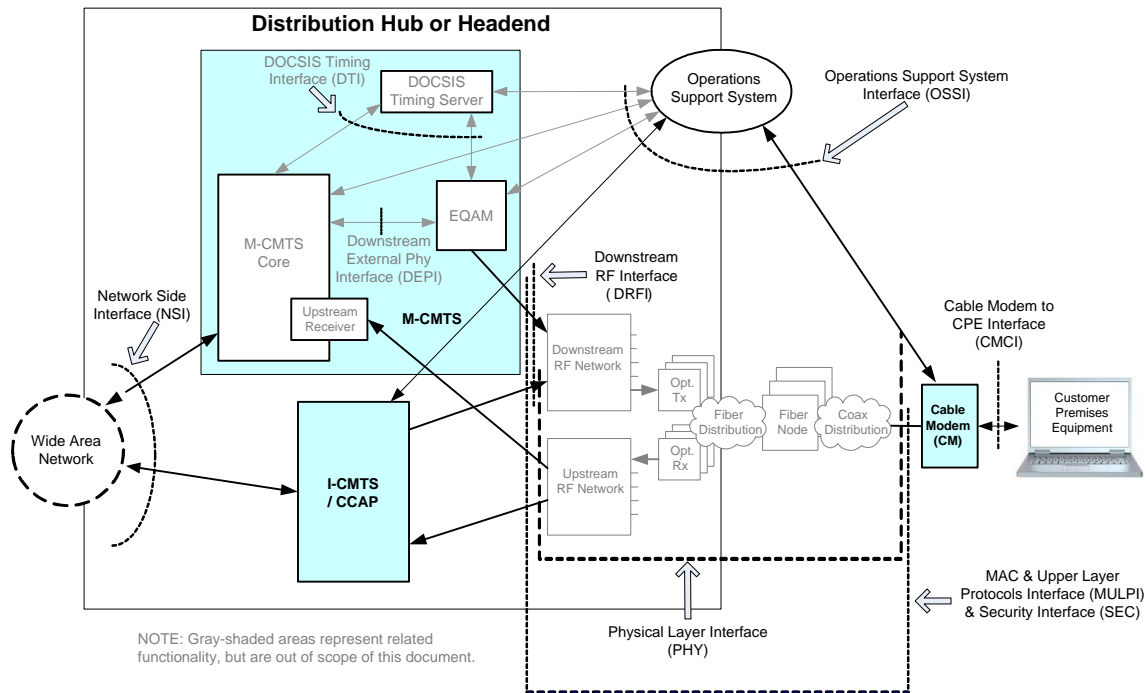 Distribution Hub or Headend
DOCSIS Timing
Interface (DTI)
DOCSIS
Timing Server
Operations
Support System
Operations Support System
Interface (OSSI)
M-CMTS
Core
EQAM
Downstream
External Phy
Interface (DEPI)
Upstream
Receiver
M-CMTS
Network Side
Interface (NSI)
Downstream
RF Interface
( DRFI)
Cable Modem to
CPE Interface
(CMCI)
Downstream
RF Network
Opt.
Tx
Fiber
Distribution
Fiber
Node
Coax
Distribution
Cable
Modem
(CM)
Customer
Premises
Equipment
Wide Area
Network
I-CMTS
/ CCAP
Upstream
RF Network
Opt.
Rx
MAC & Upper Layer
Protocols Interface (MULPI)
& Security Interface (SEC)
Physical Layer Interface
(PHY)
NOTE: Gray-shaded areas represent related
functionality, but are out of scope of this document.